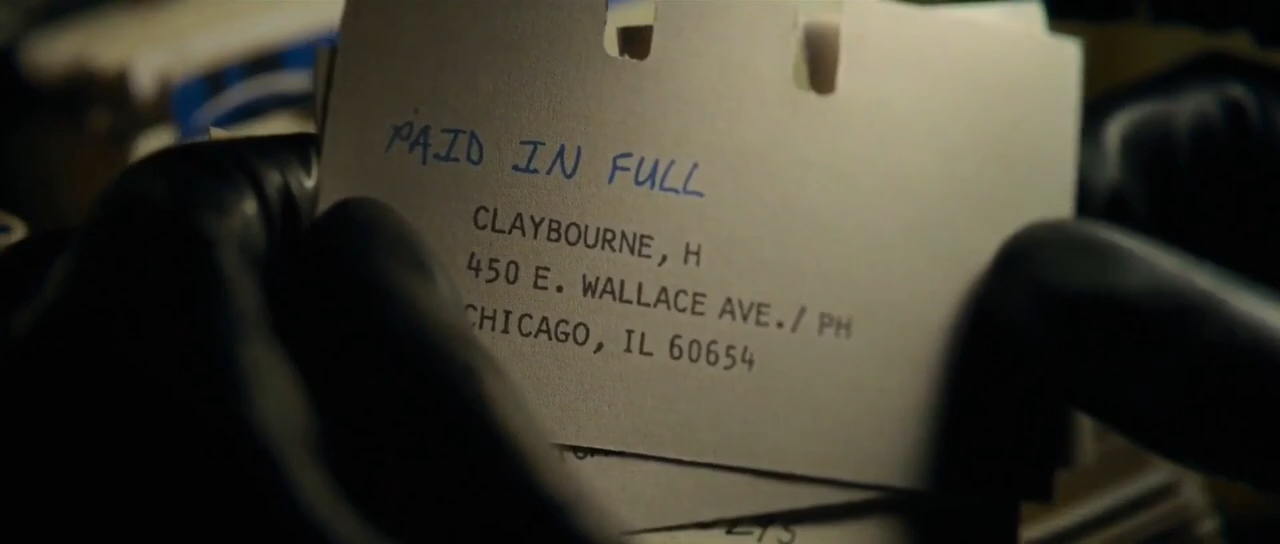 PAID IN FULL
CLAYBOURNE, H
450 E. WALLACE AVE./ PH
CHICAGO, IL 60654